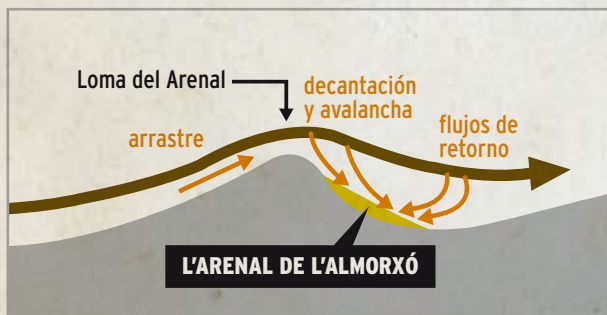 Loma del Arenal
decantación
y avalancha
arrastre
flujos de
retorno
L'ARENAL DE L'ALMORXÓ